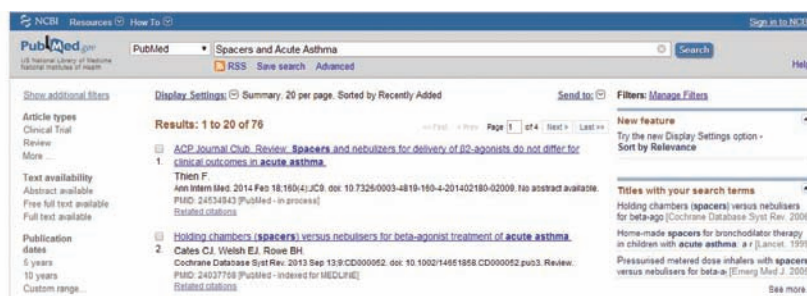 NCBI Resources How To Sign in to NCBI
PubMed.gov PubMed Spacers and Acute Asthma Search
US National Library of Medicine
National Institutes of Health
RSS Save search Advanced Help
Show additional filters
Article types
Clinical Trial
Review
More ...
Text availability
Abstract available
Free full text available
Full text available
Publication
dates
5 years
10 years
Custom range...
Display Settings: Summary, 20 per page, Sorted by Recently Added Send to:
Results: 1 to 20 of 76
<< First < Prev Page 1 of 4 Next > Last >>
ACP Journal Club. Review: Spacers and nebulizers for delivery of β2-agonists do not differ for
1. clinical outcomes in acute asthma.
Thien F.
Ann Intern Med. 2014 Feb 18;160(4):JC9. doi: 10.7326/0003-4819-160-4-201402180-02009. No abstract available.
PMID: 24534943 [PubMed - in process]
Related citations
Holding chambers (spacers) versus nebulisers for beta-agonist treatment of acute asthma.
2. Cates CJ, Welsh EJ, Rowe BH.
Cochrane Database Syst Rev. 2013 Sep 13;9:CD000052. doi: 10.1002/14651858.CD000052.pub3. Review.
PMID: 24037768 [PubMed - indexed for MEDLINE]
Related citations
Filters: Manage Filters
New feature
Try the new Display Settings option -
Sort by Relevance
Titles with your search terms
Holding chambers (spacers) versus nebulisers
for beta-ago [Cochrane Database Syst Rev. 2006
Home-made spacers for bronchodilator therapy
in children with acute asthma: a r [Lancet. 1999
Pressurised metered dose inhalers with spacers
versus nebulisers for beta-a [Emerg Med J. 2005
See more